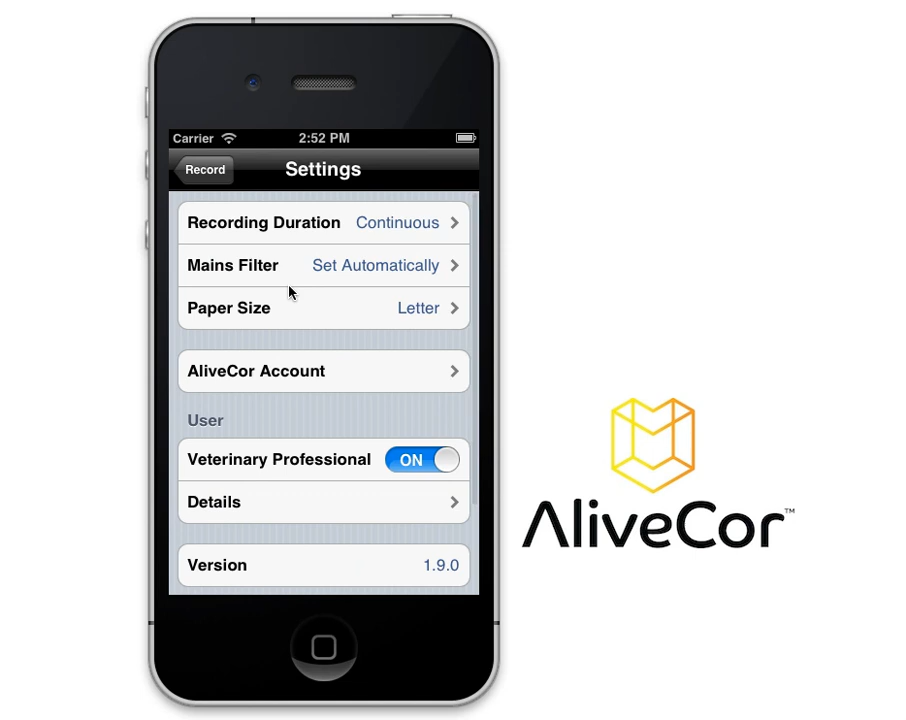 Carrier 2:52 PM
Record Settings
Recording Duration Continuous
Mains Filter Set Automatically
Paper Size Letter
AliveCor Account
User
Veterinary Professional ON
Details
Version 1.9.0
AliveCor™